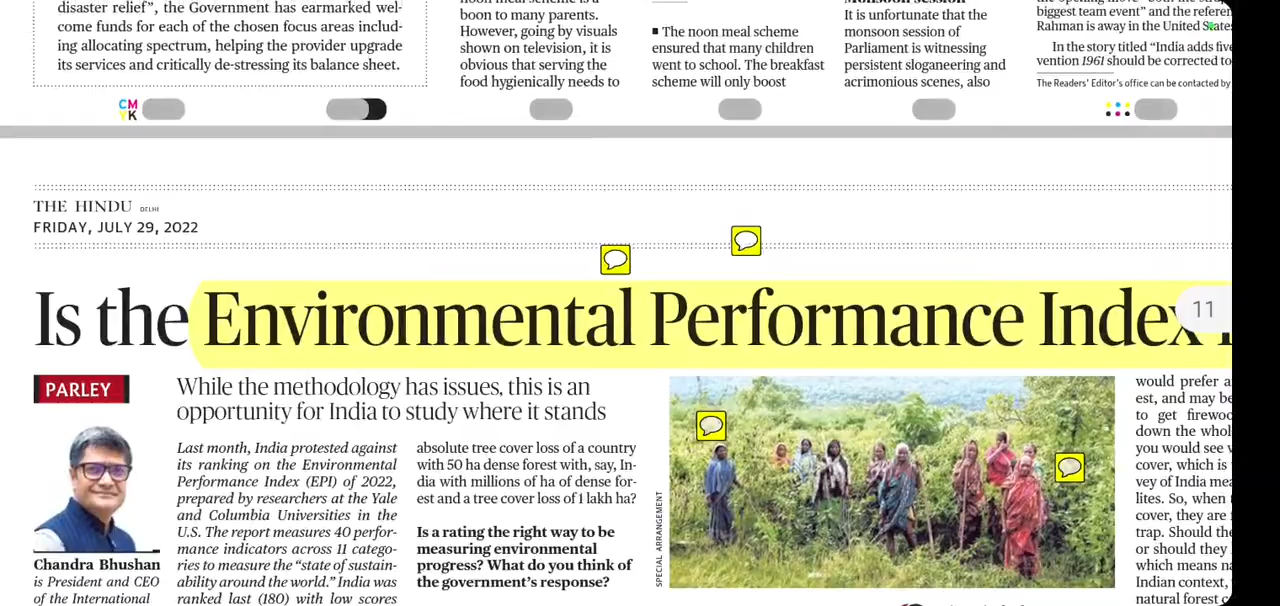 disaster relief”, the Government has earmarked wel-
come funds for each of the chosen focus areas includ-
ing allocating spectrum, helping the provider upgrade
its services and critically de-stressing its balance sheet.
boon to many parents.
However, going by visuals
shown on television, it is
obvious that serving the
food hygienically needs to
■ The noon meal scheme
ensured that many children
went to school. The breakfast
scheme will only boost
It is unfortunate that the
monsoon session of
Parliament is witnessing
persistent sloganeering and
acrimonious scenes, also
biggest team event” and the referen
Rahman is away in the United States
In the story titled “India adds five
vention 1961 should be corrected to
The Readers’ Editor’s office can be contacted by
CM
YK
THE HINDU DELHI
FRIDAY, JULY 29, 2022
Is the Environmental Performance Index
11
PARLEY
While the methodology has issues, this is an
opportunity for India to study where it stands
Chandra Bhushan
is President and CEO
of the International
Last month, India protested against
its ranking on the Environmental
Performance Index (EPI) of 2022,
prepared by researchers at the Yale
and Columbia Universities in the
U.S. The report measures 40 perfor-
mance indicators across 11 catego-
ries to measure the “state of sustain-
ability around the world.” India was
ranked last (180) with low scores
absolute tree cover loss of a country
with 50 ha dense forest with, say, In-
dia with millions of ha of dense for-
est and a tree cover loss of 1 lakh ha?
Is a rating the right way to be
measuring environmental
progress? What do you think of
the government’s response?
SPECIAL ARRANGEMENT
would prefer a
est, and may be
to get firewoo
down the whol
you would see v
cover, which is
vey of India mea
lites. So, when
cover, they are
trap. Should the
or should they
which means na
Indian context,
natural forest c